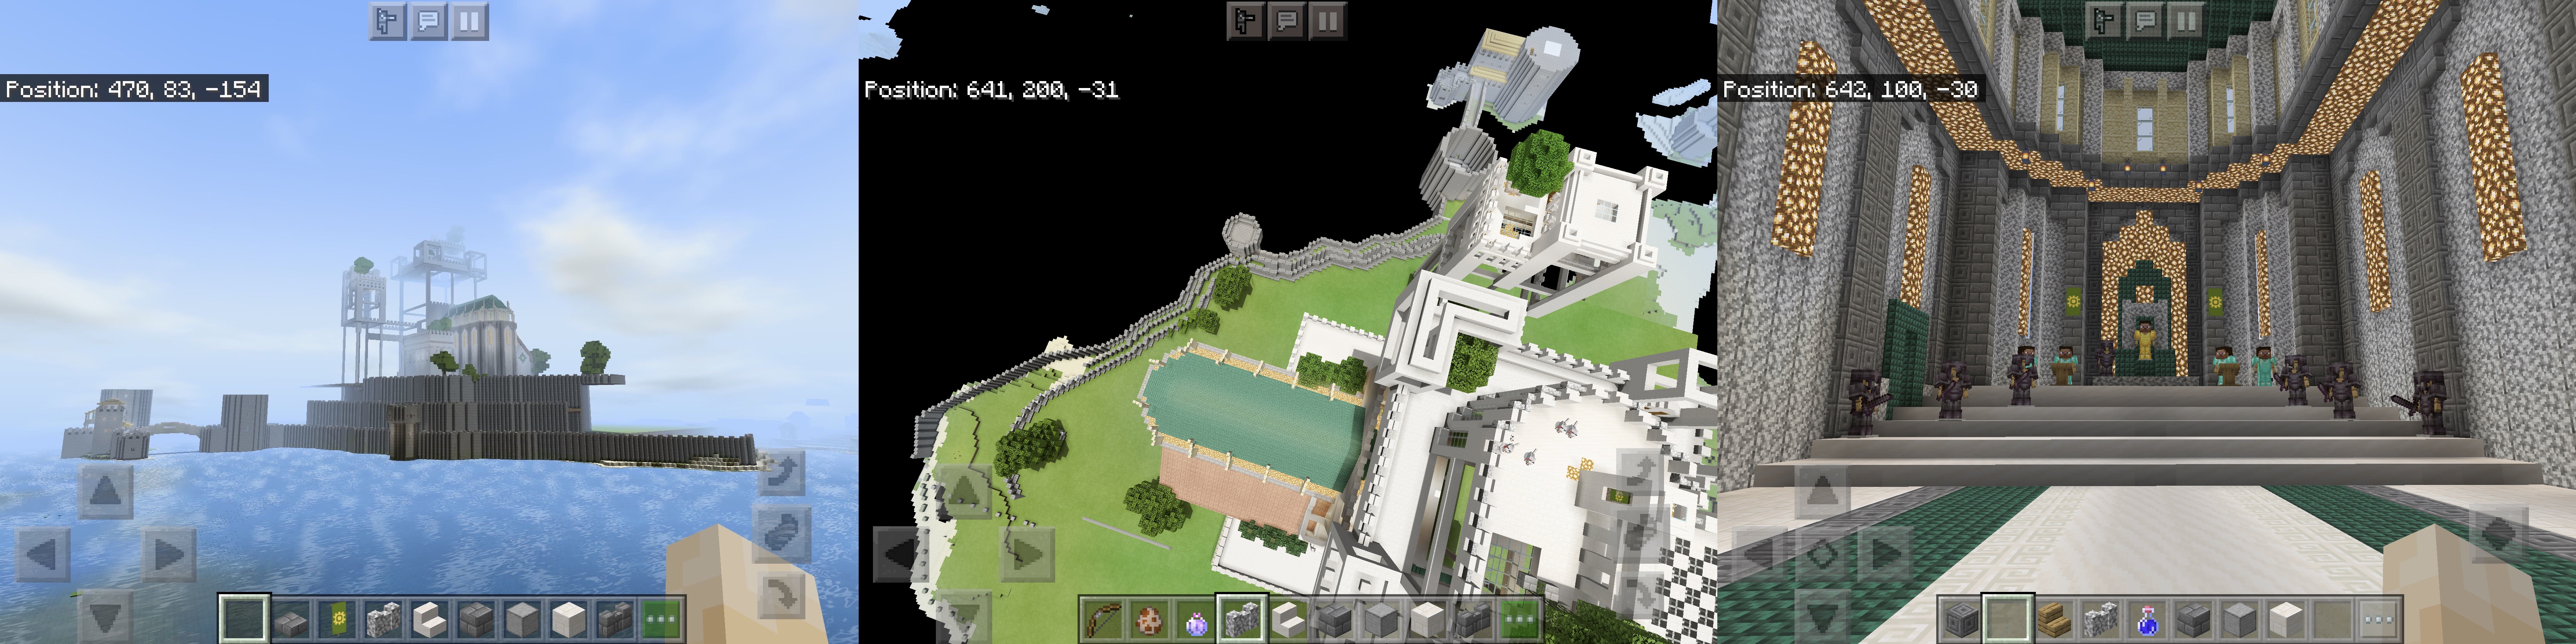 Position: 470, 83, -154
Position: 641, 200, -31
Position: 642, 100, -30